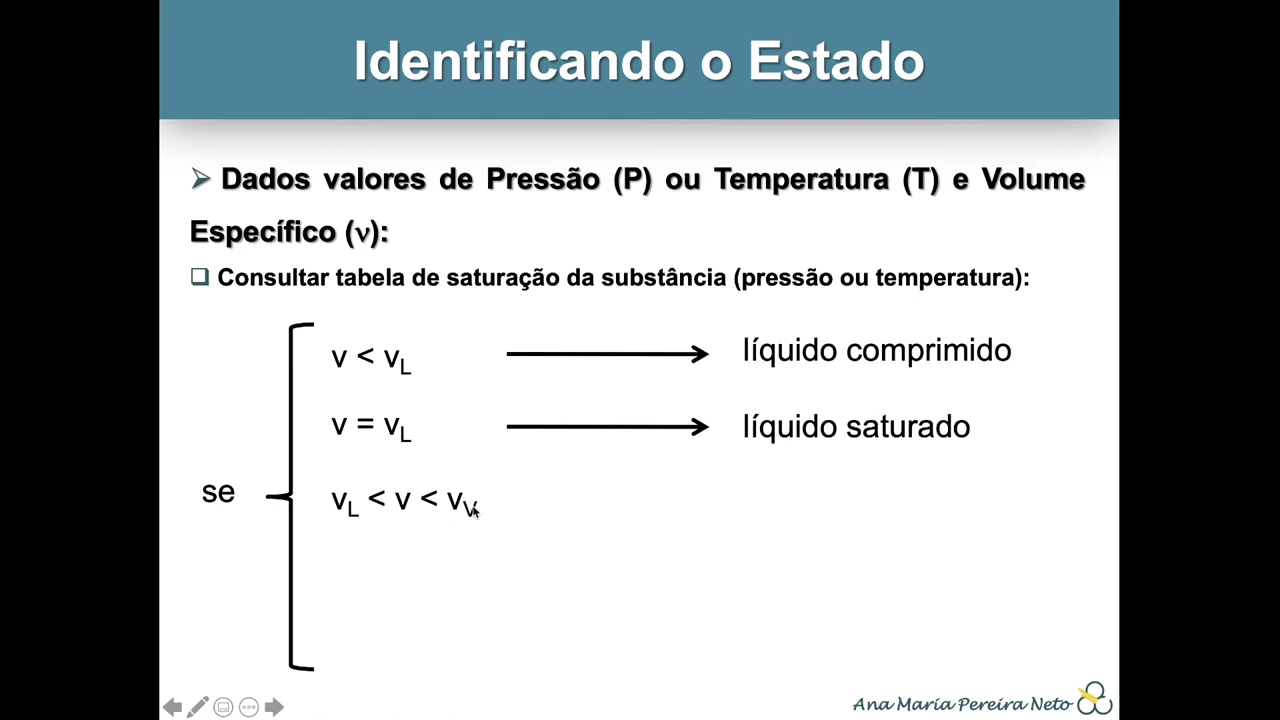 Identificando o Estado
Dados valores de Pressão (P) ou Temperatura (T) e Volume
Específico (ν):
Consultar tabela de saturação da substância (pressão ou temperatura):
v < vL líquido comprimido
v = vL líquido saturado
se
vL < v < vV
Ana Maria Pereira Neto